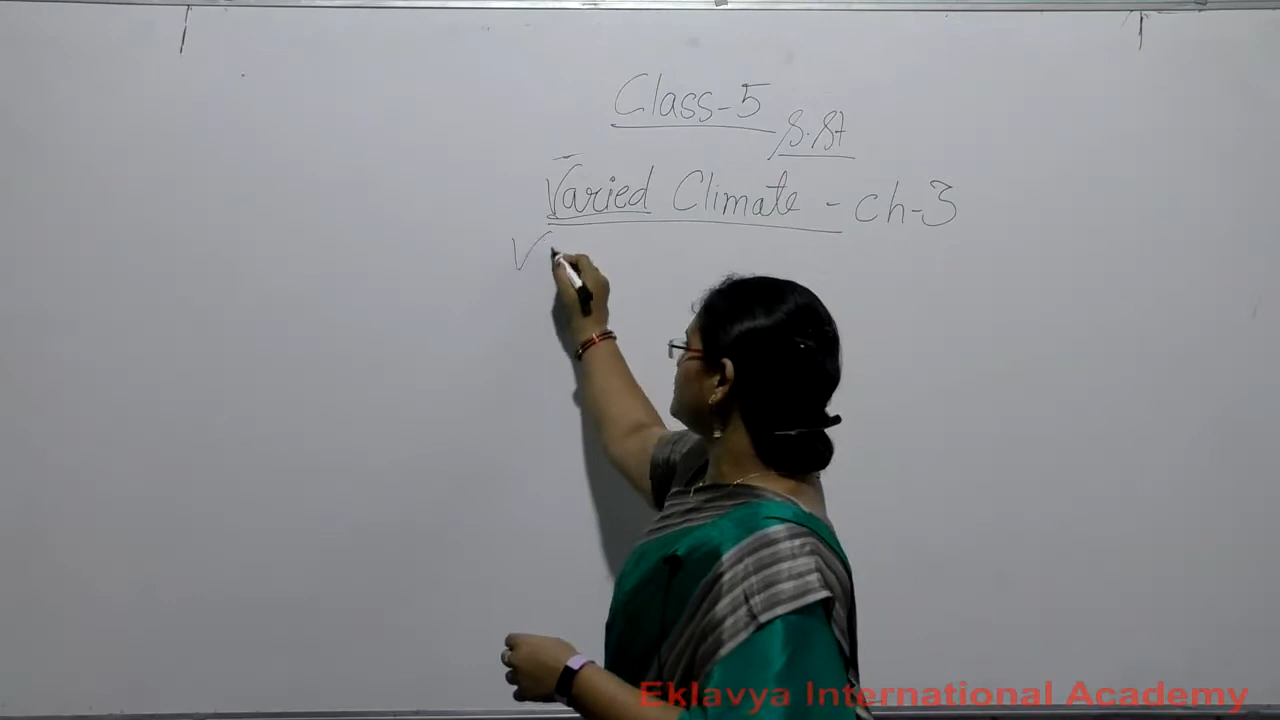 Class-5
S.St
Varied Climate - Ch-3
V
Eklavya International Academy